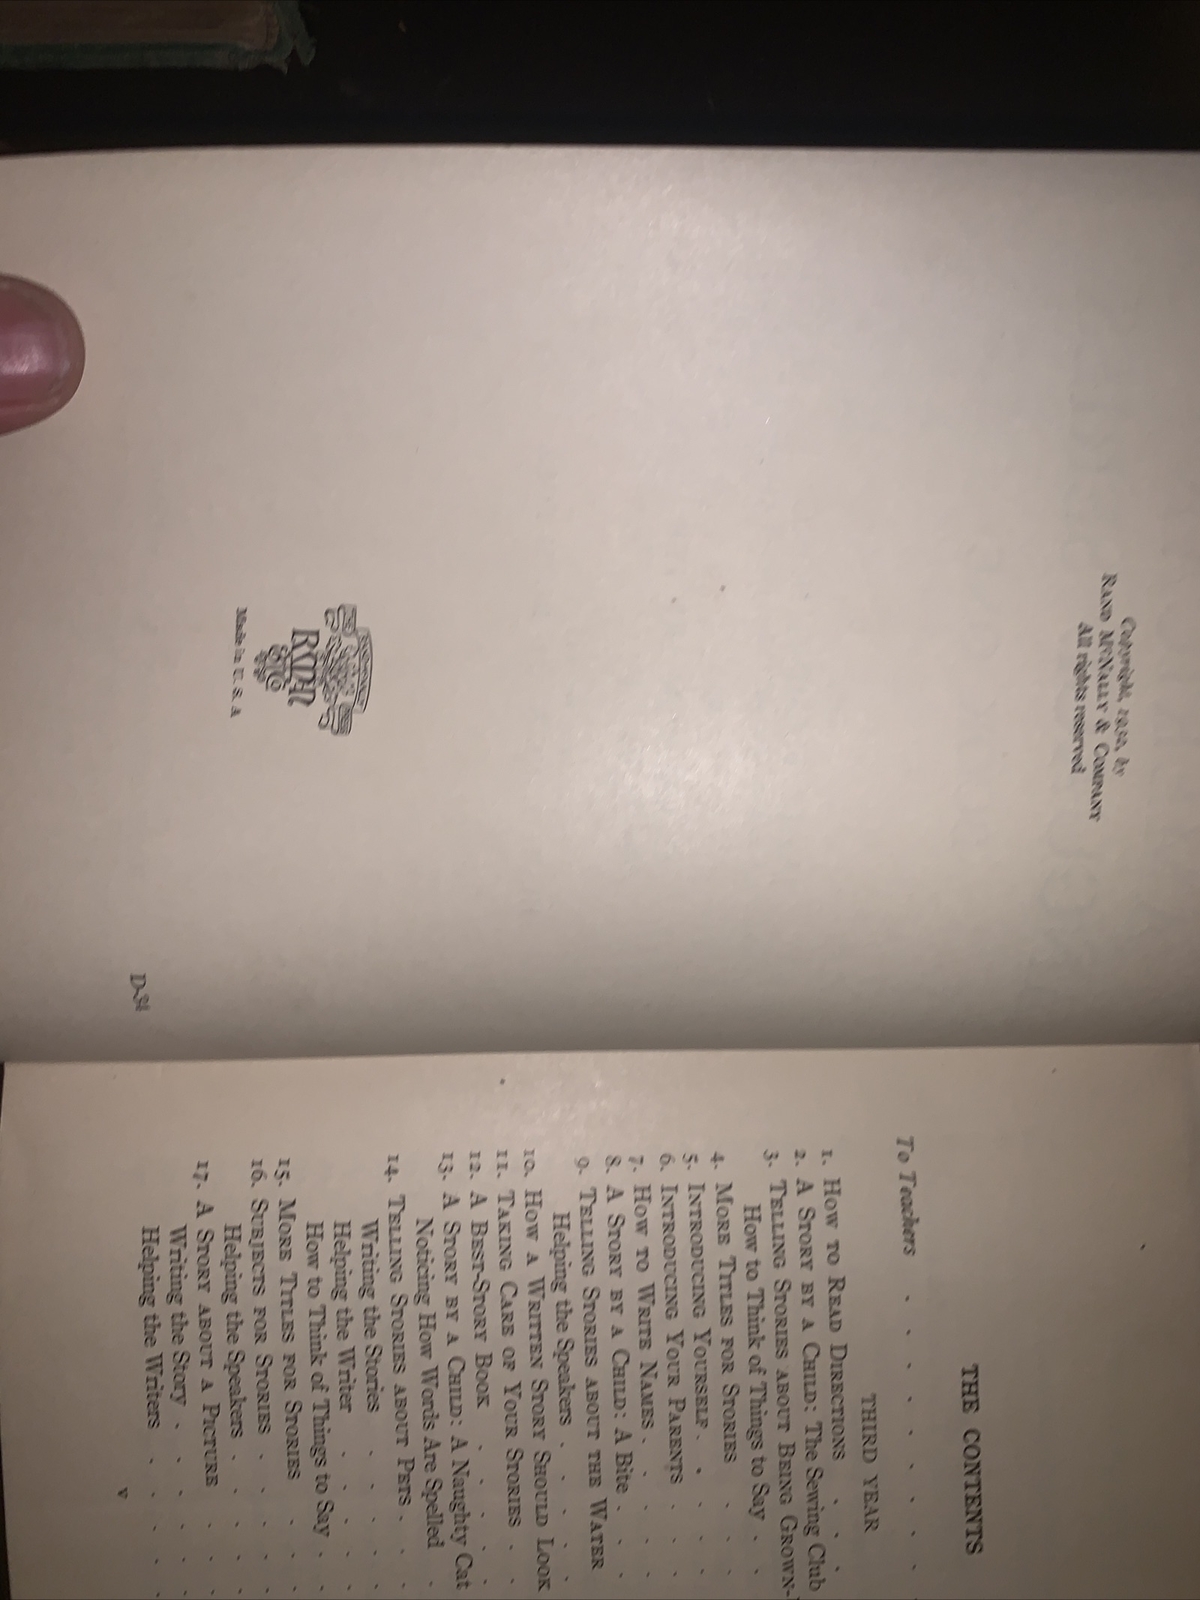 Copyright, 1930, by
RAND MCNALLY & COMPANY
All rights reserved
Made in U. S. A
THE CONTENTS
To Teachers . . . . . .
THIRD YEAR
1. HOW TO READ DIRECTIONS . .
2. A STORY BY A CHILD: The Sewing Club
3. TELLING STORIES ABOUT BEING GROWN-
How to Think of Things to Say . .
4. MORE TITLES FOR STORIES . .
5. INTRODUCING YOURSELF . . . .
6. INTRODUCING YOUR PARENTS . . .
7. HOW TO WRITE NAMES . . . .
8. A STORY BY A CHILD: A Bite . . .
9. TELLING STORIES ABOUT THE WATER
Helping the Speakers . . . .
10. HOW A WRITTEN STORY SHOULD LOOK
11. TAKING CARE OF YOUR STORIES . .
12. A BEST-STORY BOOK . . . .
13. A STORY BY A CHILD: A Naughty Cat
Noticing How Words Are Spelled .
14. TELLING STORIES ABOUT PETS . . .
Writing the Stories . . . .
Helping the Writer . . . .
How to Think of Things to Say . .
15. MORE TITLES FOR STORIES . . .
16. SUBJECTS FOR STORIES . . . .
Helping the Speakers . . . .
17. A STORY ABOUT A PICTURE . . .
Writing the Story . . . . .
Helping the Writers . . . . .
v